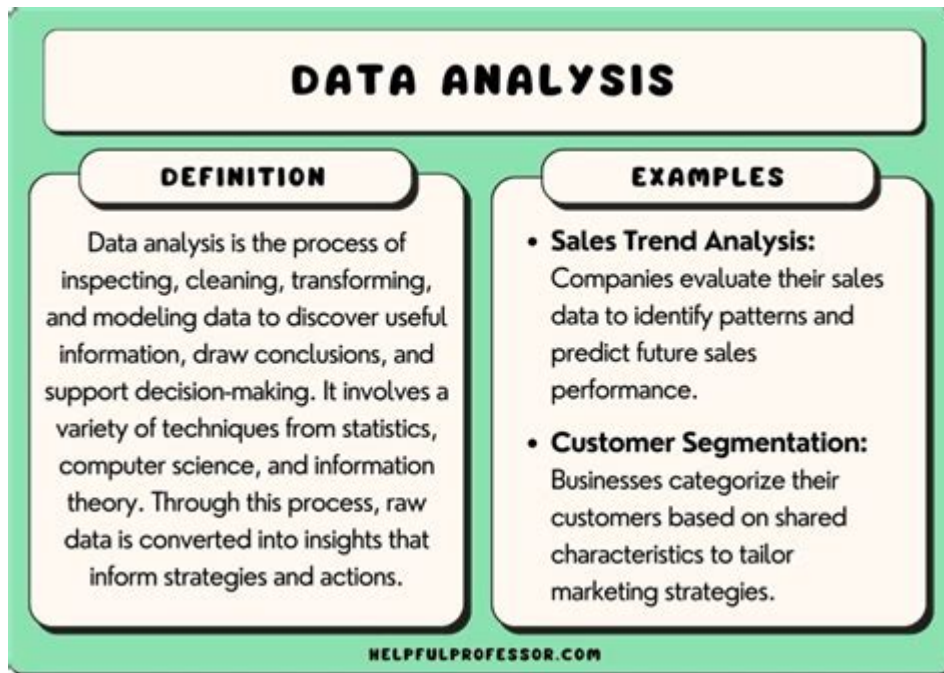 DATA ANALYSIS
DEFINITION
Data analysis is the process of
inspecting, cleaning, transforming,
and modeling data to discover useful
information, draw conclusions, and
support decision-making. It involves a
variety of techniques from statistics,
computer science, and information
theory. Through this process, raw
data is converted into insights that
inform strategies and actions.
EXAMPLES
• Sales Trend Analysis:
Companies evaluate their sales
data to identify patterns and
predict future sales
performance.
• Customer Segmentation:
Businesses categorize their
customers based on shared
characteristics to tailor
marketing strategies.
HELPFULPROFESSOR.COM